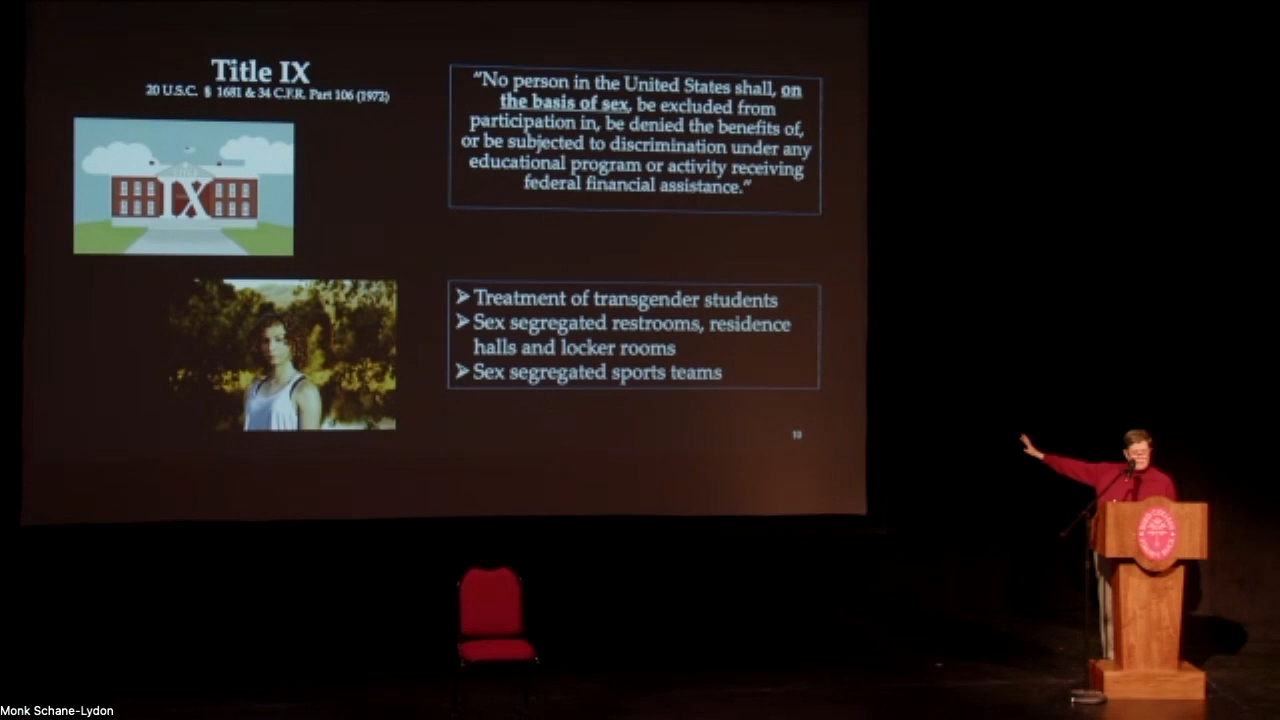 Title IX
20 U.S.C. § 1681 & 34 C.F.R. Part 106 (1972)
IX
“No person in the United States shall, on
the basis of sex, be excluded from
participation in, be denied the benefits of,
or be subjected to discrimination under any
educational program or activity receiving
federal financial assistance.”
➢ Treatment of transgender students
➢ Sex segregated restrooms, residence
halls and locker rooms
➢ Sex segregated sports teams
Monk Schane-Lydon